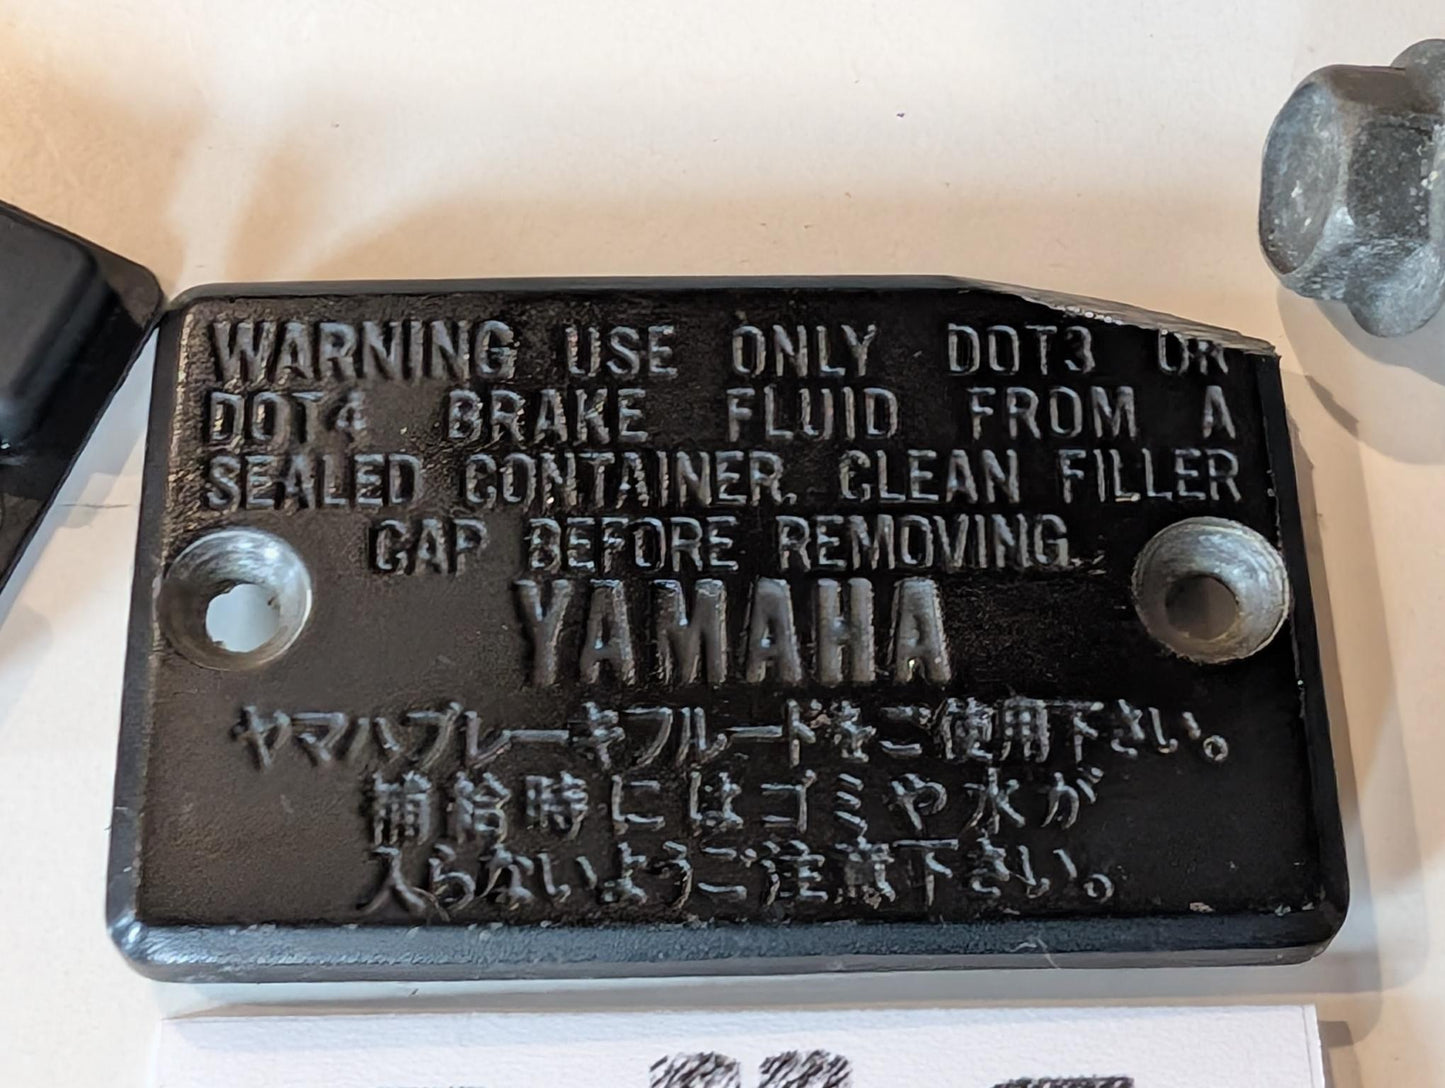 WARNING USE ONLY DOT3 OR
DOT4 BRAKE FLUID FROM A
SEALED CONTAINER. CLEAN FILLER
CAP BEFORE REMOVING.
YAMAHA
ヤマハブレーキフルードをご使用下さい。
補給時にはゴミや水が
入らないようご注意下さい。